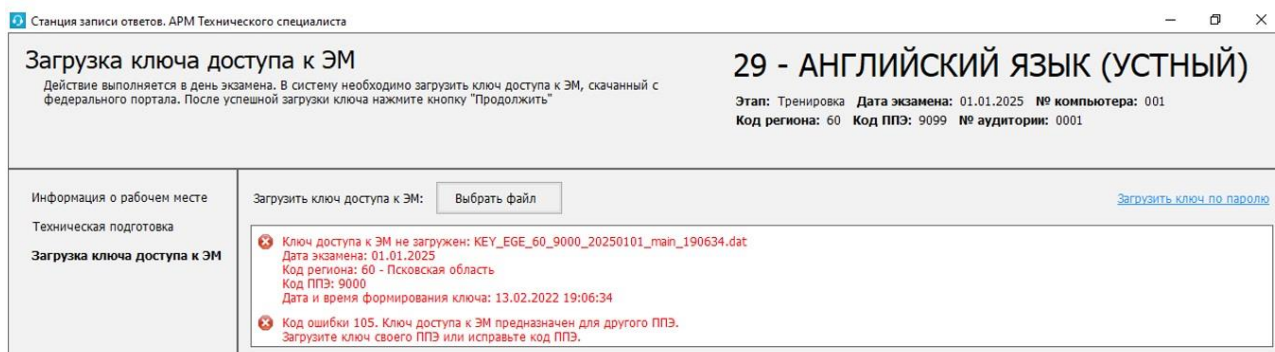 Станция записи ответов. АРМ Технического специалиста
Загрузка ключа доступа к ЭМ
Действие выполняется в день экзамена. В систему необходимо загрузить ключ доступа к ЭМ, скачанный с
федерального портала. После успешной загрузки ключа нажмите кнопку "Продолжить"
29 - АНГЛИЙСКИЙ ЯЗЫК (УСТНЫЙ)
Этап: Тренировка Дата экзамена: 01.01.2025 № компьютера: 001
Код региона: 60 Код ППЭ: 9099 № аудитории: 0001
Информация о рабочем месте
Техническая подготовка
Загрузка ключа доступа к ЭМ
Загрузить ключ доступа к ЭМ: Выбрать файл Загрузить ключ по паролю
Ключ доступа к ЭМ не загружен: KEY_EGE_60_9000_20250101_main_190634.dat
Дата экзамена: 01.01.2025
Код региона: 60 - Псковская область
Код ППЭ: 9000
Дата и время формирования ключа: 13.02.2022 19:06:34
Код ошибки 105. Ключ доступа к ЭМ предназначен для другого ППЭ.
Загрузите ключ своего ППЭ или исправьте код ППЭ.